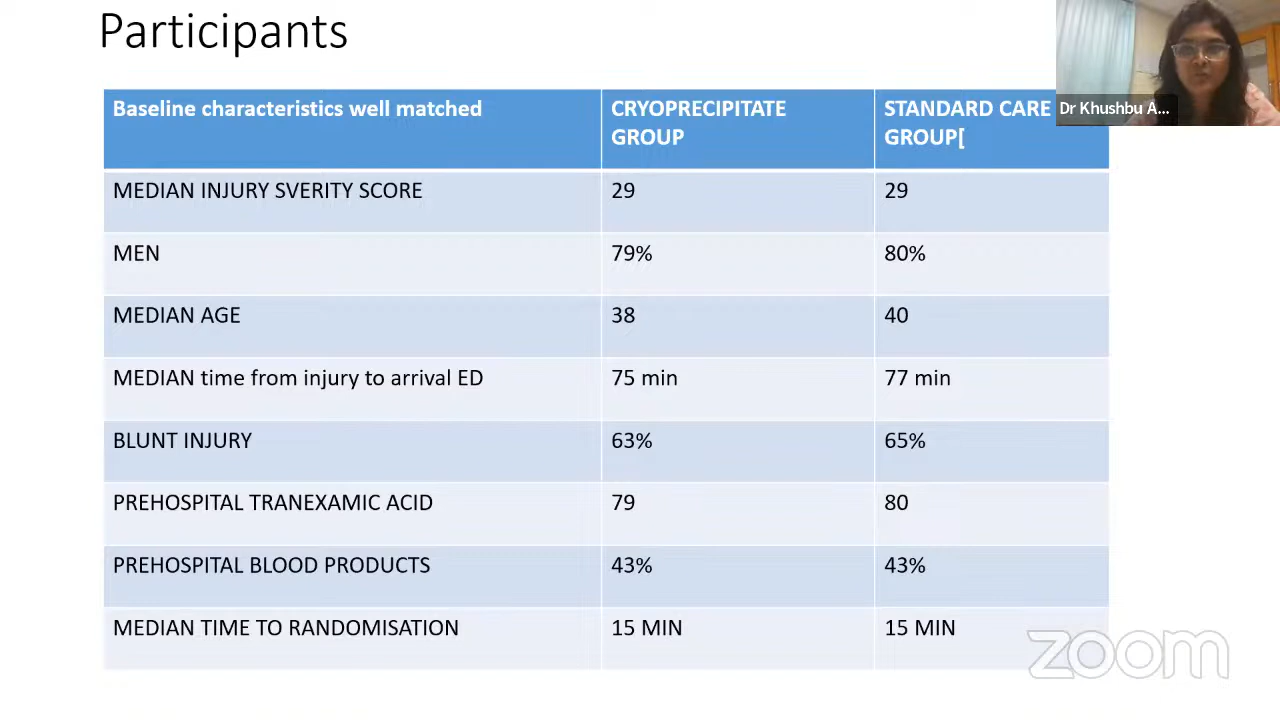 Participants
Baseline characteristics well matched
CRYOPRECIPITATE
GROUP
STANDARD CARE
GROUP[
Dr Khushbu A...
MEDIAN INJURY SVERITY SCORE
29
29
MEN
79%
80%
MEDIAN AGE
38
40
MEDIAN time from injury to arrival ED
75 min
77 min
BLUNT INJURY
63%
65%
PREHOSPITAL TRANEXAMIC ACID
79
80
PREHOSPITAL BLOOD PRODUCTS
43%
43%
MEDIAN TIME TO RANDOMISATION
15 MIN
15 MIN
zoom